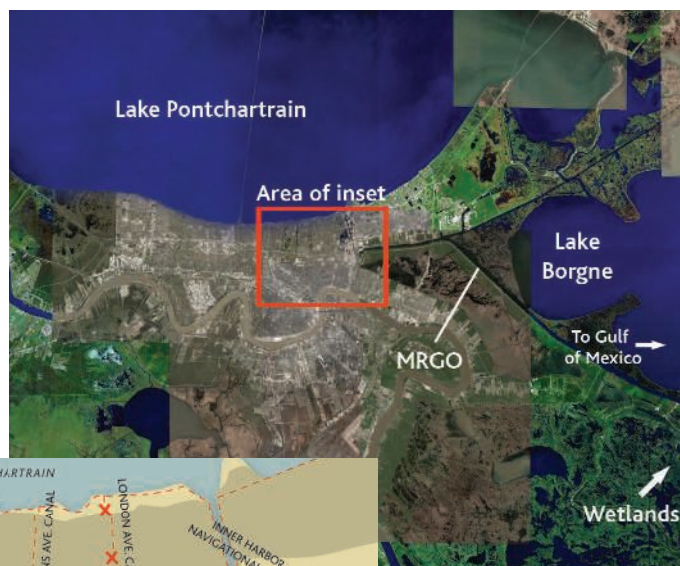 Lake Pontchartrain
Area of inset
Lake
Borgne
To Gulf
of Mexico
MRGO
Wetlands
HARTRAIN
NS AVE. CANAL
LONDON AVE. C
INNER HARBOR
NAVIGATIONAL